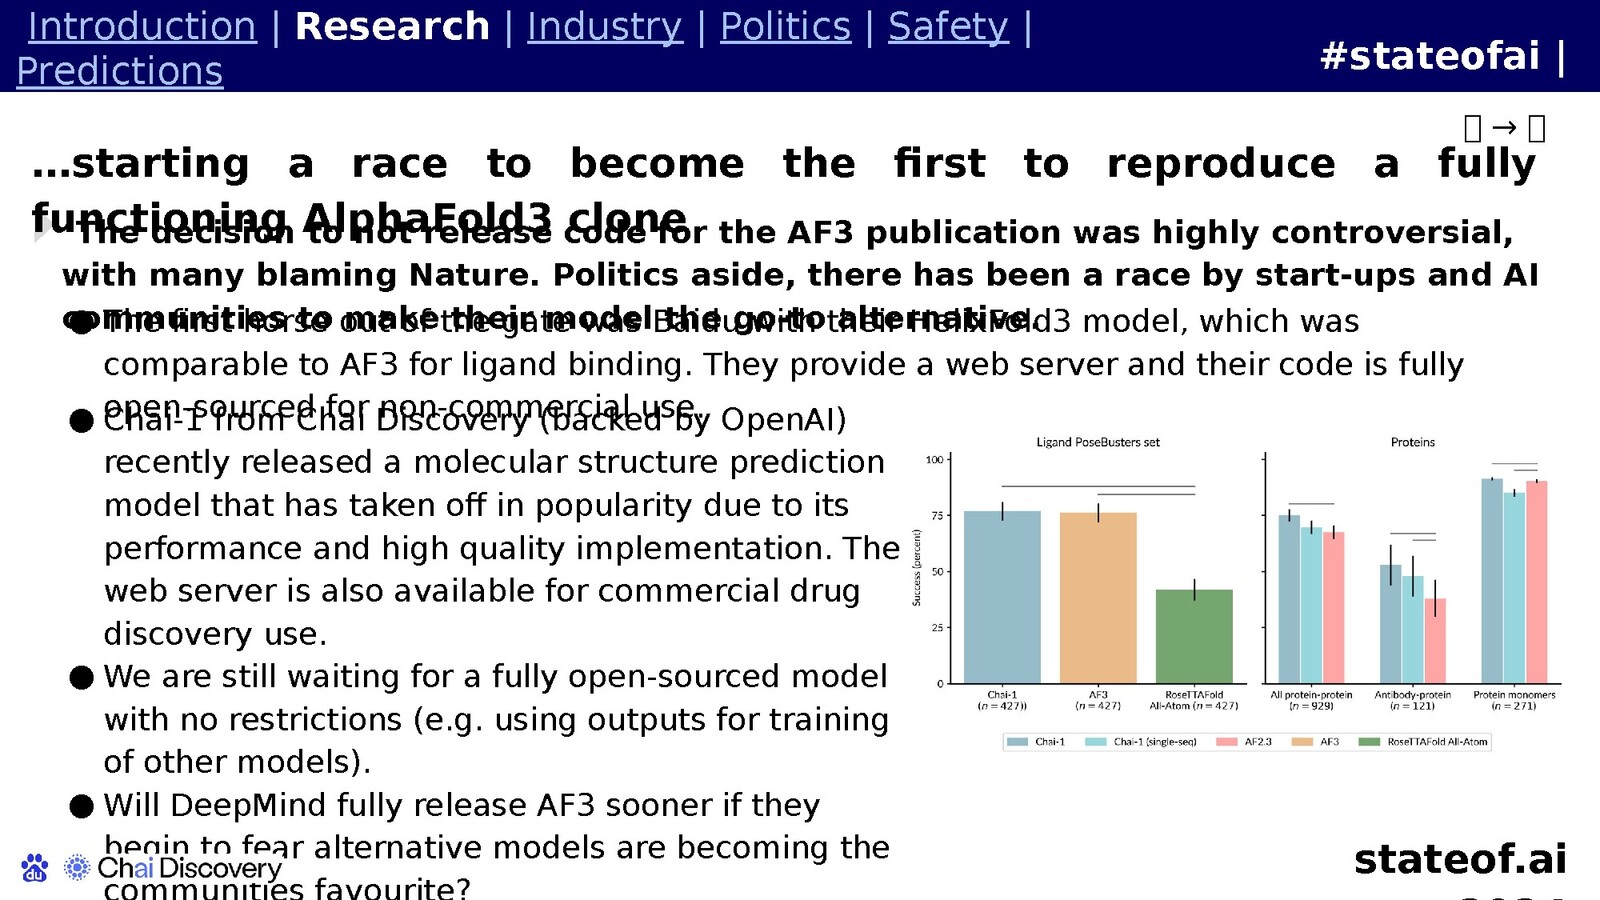 Introduction | Research | Industry | Politics | Safety |
Predictions
#stateofai |
→
…starting a race to become the first to reproduce a fully
functioning AlphaFold3 clone
The decision to not release code for the AF3 publication was highly controversial,
with many blaming Nature. Politics aside, there has been a race by start-ups and AI
communities to make their model the go-to alternative.
● The first horse out of the gate was Baidu with their HelixFold3 model, which was
comparable to AF3 for ligand binding. They provide a web server and their code is fully
open-sourced for non-commercial use.
● Chai-1 from Chai Discovery (backed by OpenAI)
recently released a molecular structure prediction
model that has taken off in popularity due to its
performance and high quality implementation. The
web server is also available for commercial drug
discovery use.
● We are still waiting for a fully open-sourced model
with no restrictions (e.g. using outputs for training
of other models).
● Will DeepMind fully release AF3 sooner if they
begin to fear alternative models are becoming the
communities favourite?
Ligand PoseBusters set
Proteins
Success (percent)
100
75
50
25
0
Chai-1
(n = 427))
AF3
(n = 427)
RoseTTAFold
All-Atom (n = 427)
All protein-protein
(n = 929)
Antibody-protein
(n = 121)
Protein monomers
(n = 271)
Chai-1
Chai-1 (single-seq)
AF2.3
AF3
RoseTTAFold All-Atom
du
Chai Discovery
stateof.ai